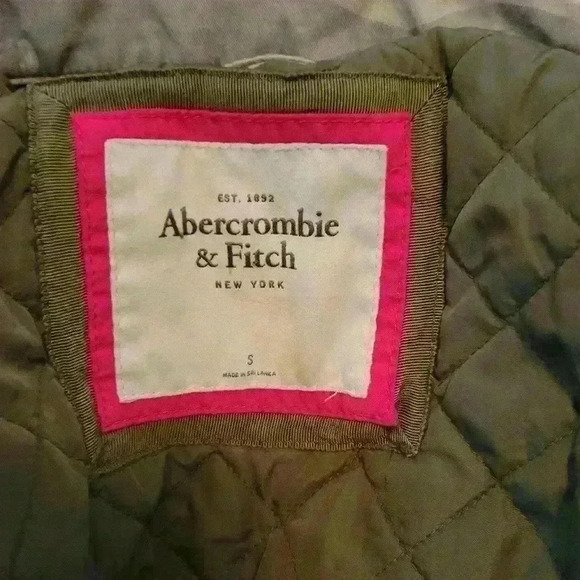 EST. 1892
Abercrombie
& Fitch
NEW YORK
S
MADE IN SRI LANKA